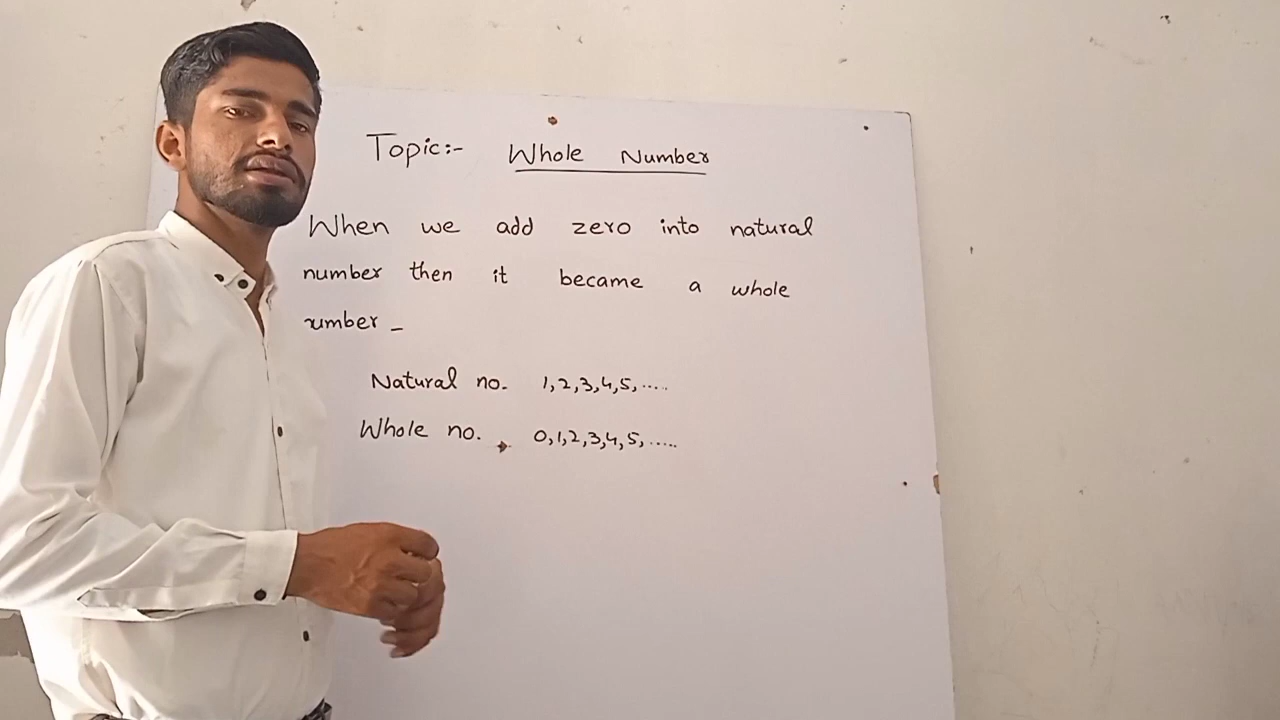 Topic:- Whole Number
When we add zero into natural
number then it became a whole
number -
Natural no. 1,2,3,4,5,.....
Whole no. 0,1,2,3,4,5,.....